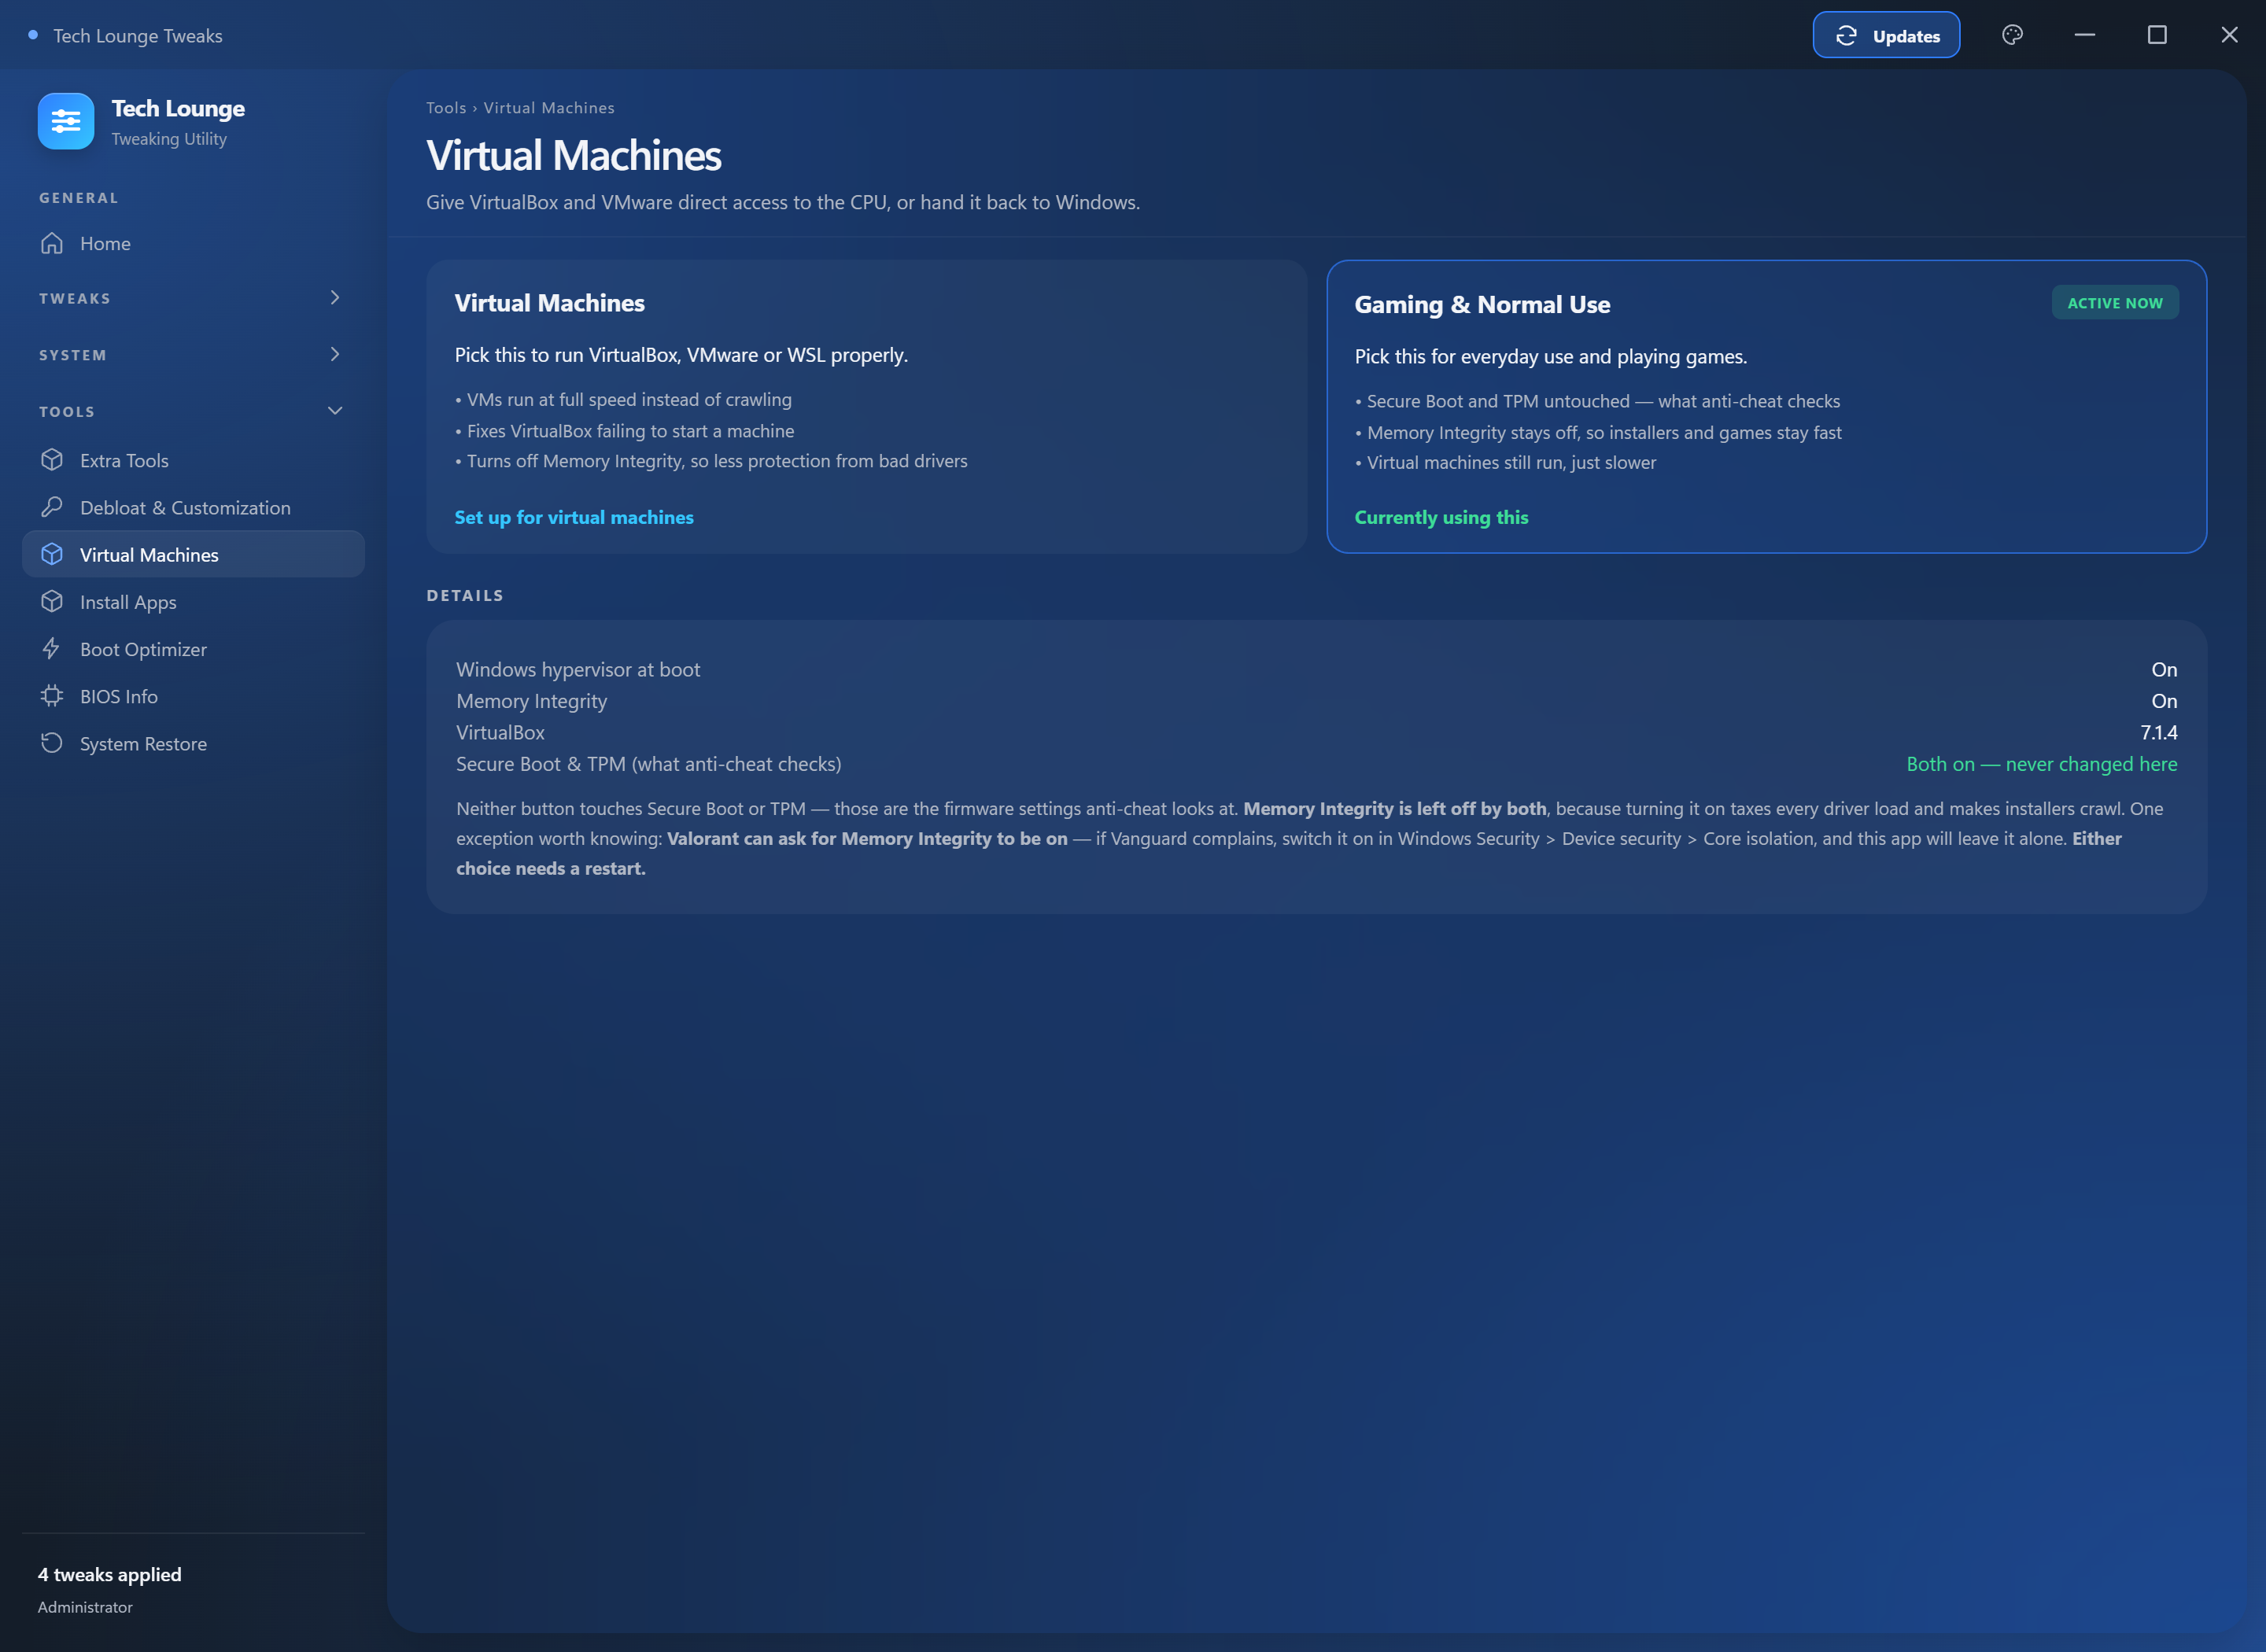 Tech Lounge Tweaks
Updates
Tech Lounge
Tweaking Utility
GENERAL
Home
TWEAKS
SYSTEM
TOOLS
Extra Tools
Debloat & Customization
Virtual Machines
Install Apps
Boot Optimizer
BIOS Info
System Restore
4 tweaks applied
Administrator
Tools › Virtual Machines
Virtual Machines
Give VirtualBox and VMware direct access to the CPU, or hand it back to Windows.
Virtual Machines
Pick this to run VirtualBox, VMware or WSL properly.
• VMs run at full speed instead of crawling
• Fixes VirtualBox failing to start a machine
• Turns off Memory Integrity, so less protection from bad drivers
Set up for virtual machines
Gaming & Normal Use
ACTIVE NOW
Pick this for everyday use and playing games.
• Secure Boot and TPM untouched — what anti-cheat checks
• Memory Integrity stays off, so installers and games stay fast
• Virtual machines still run, just slower
Currently using this
DETAILS
Windows hypervisor at boot On
Memory Integrity On
VirtualBox 7.1.4
Secure Boot & TPM (what anti-cheat checks) Both on — never changed here
Neither button touches Secure Boot or TPM — those are the firmware settings anti-cheat looks at. Memory Integrity is left off by both, because turning it on taxes every driver load and makes installers crawl. One
exception worth knowing: Valorant can ask for Memory Integrity to be on — if Vanguard complains, switch it on in Windows Security > Device security > Core isolation, and this app will leave it alone. Either
choice needs a restart.